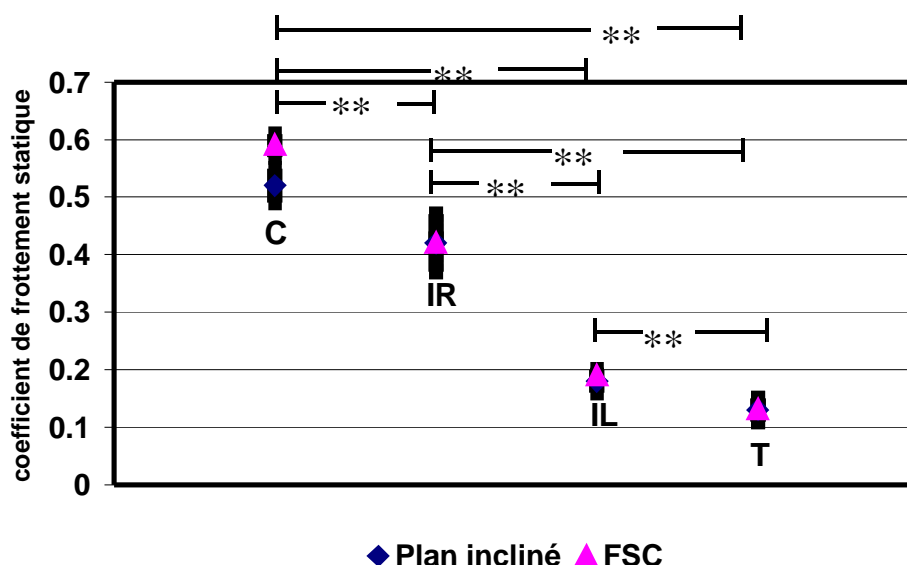 **
**
0.7
**
0.6
**
**
0.5
C
0.4
IR
0.3
**
0.2
IL
0.1
T
0
coefficient de frottement statique
Plan incliné FSC